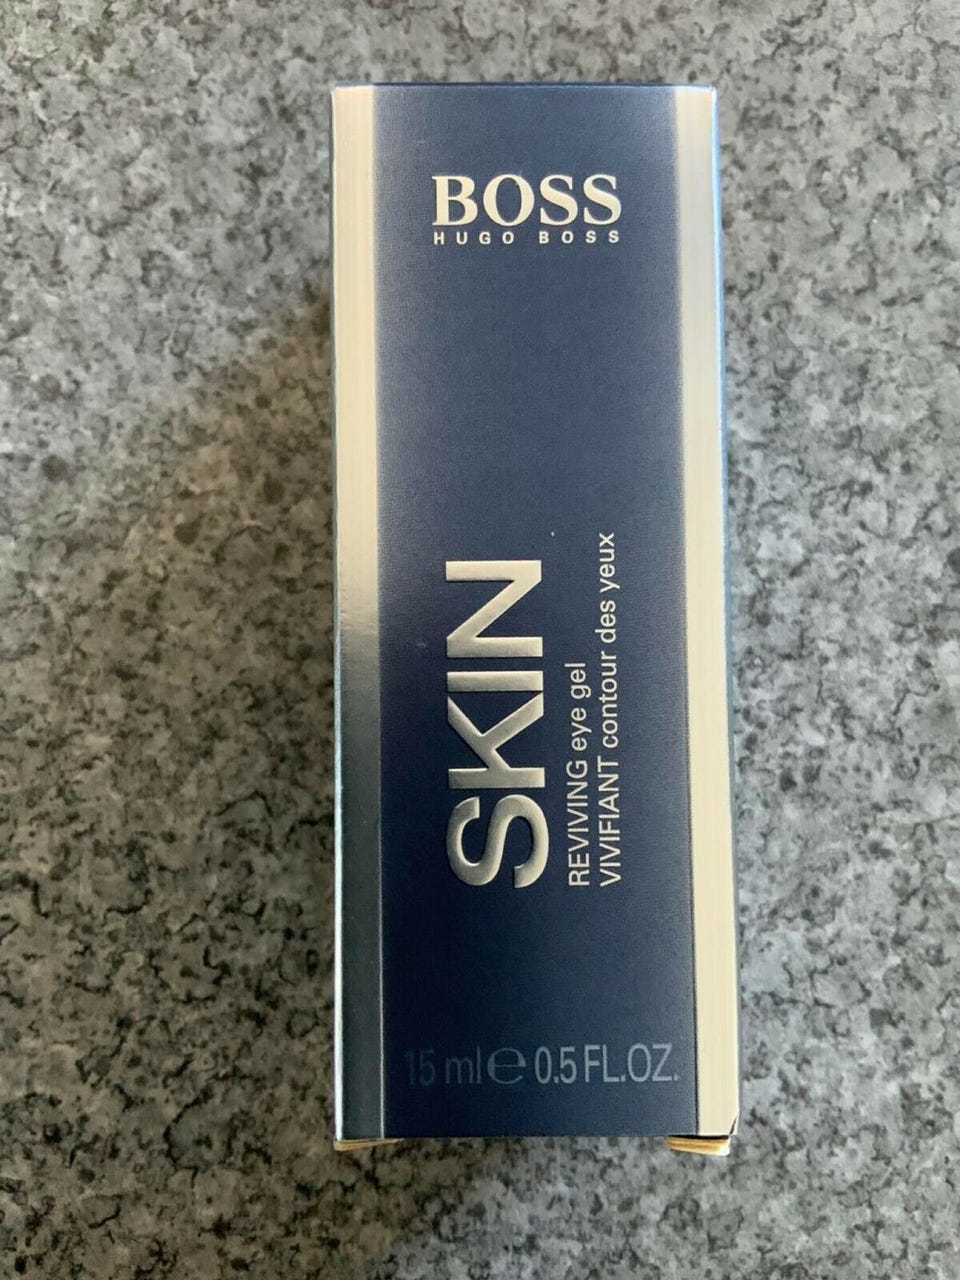 BOSS
HUGO BOSS
SKIN
REVIVING eye gel
VIVIFIANT contour des yeux
15 ml ℮ 0.5 FL.OZ.